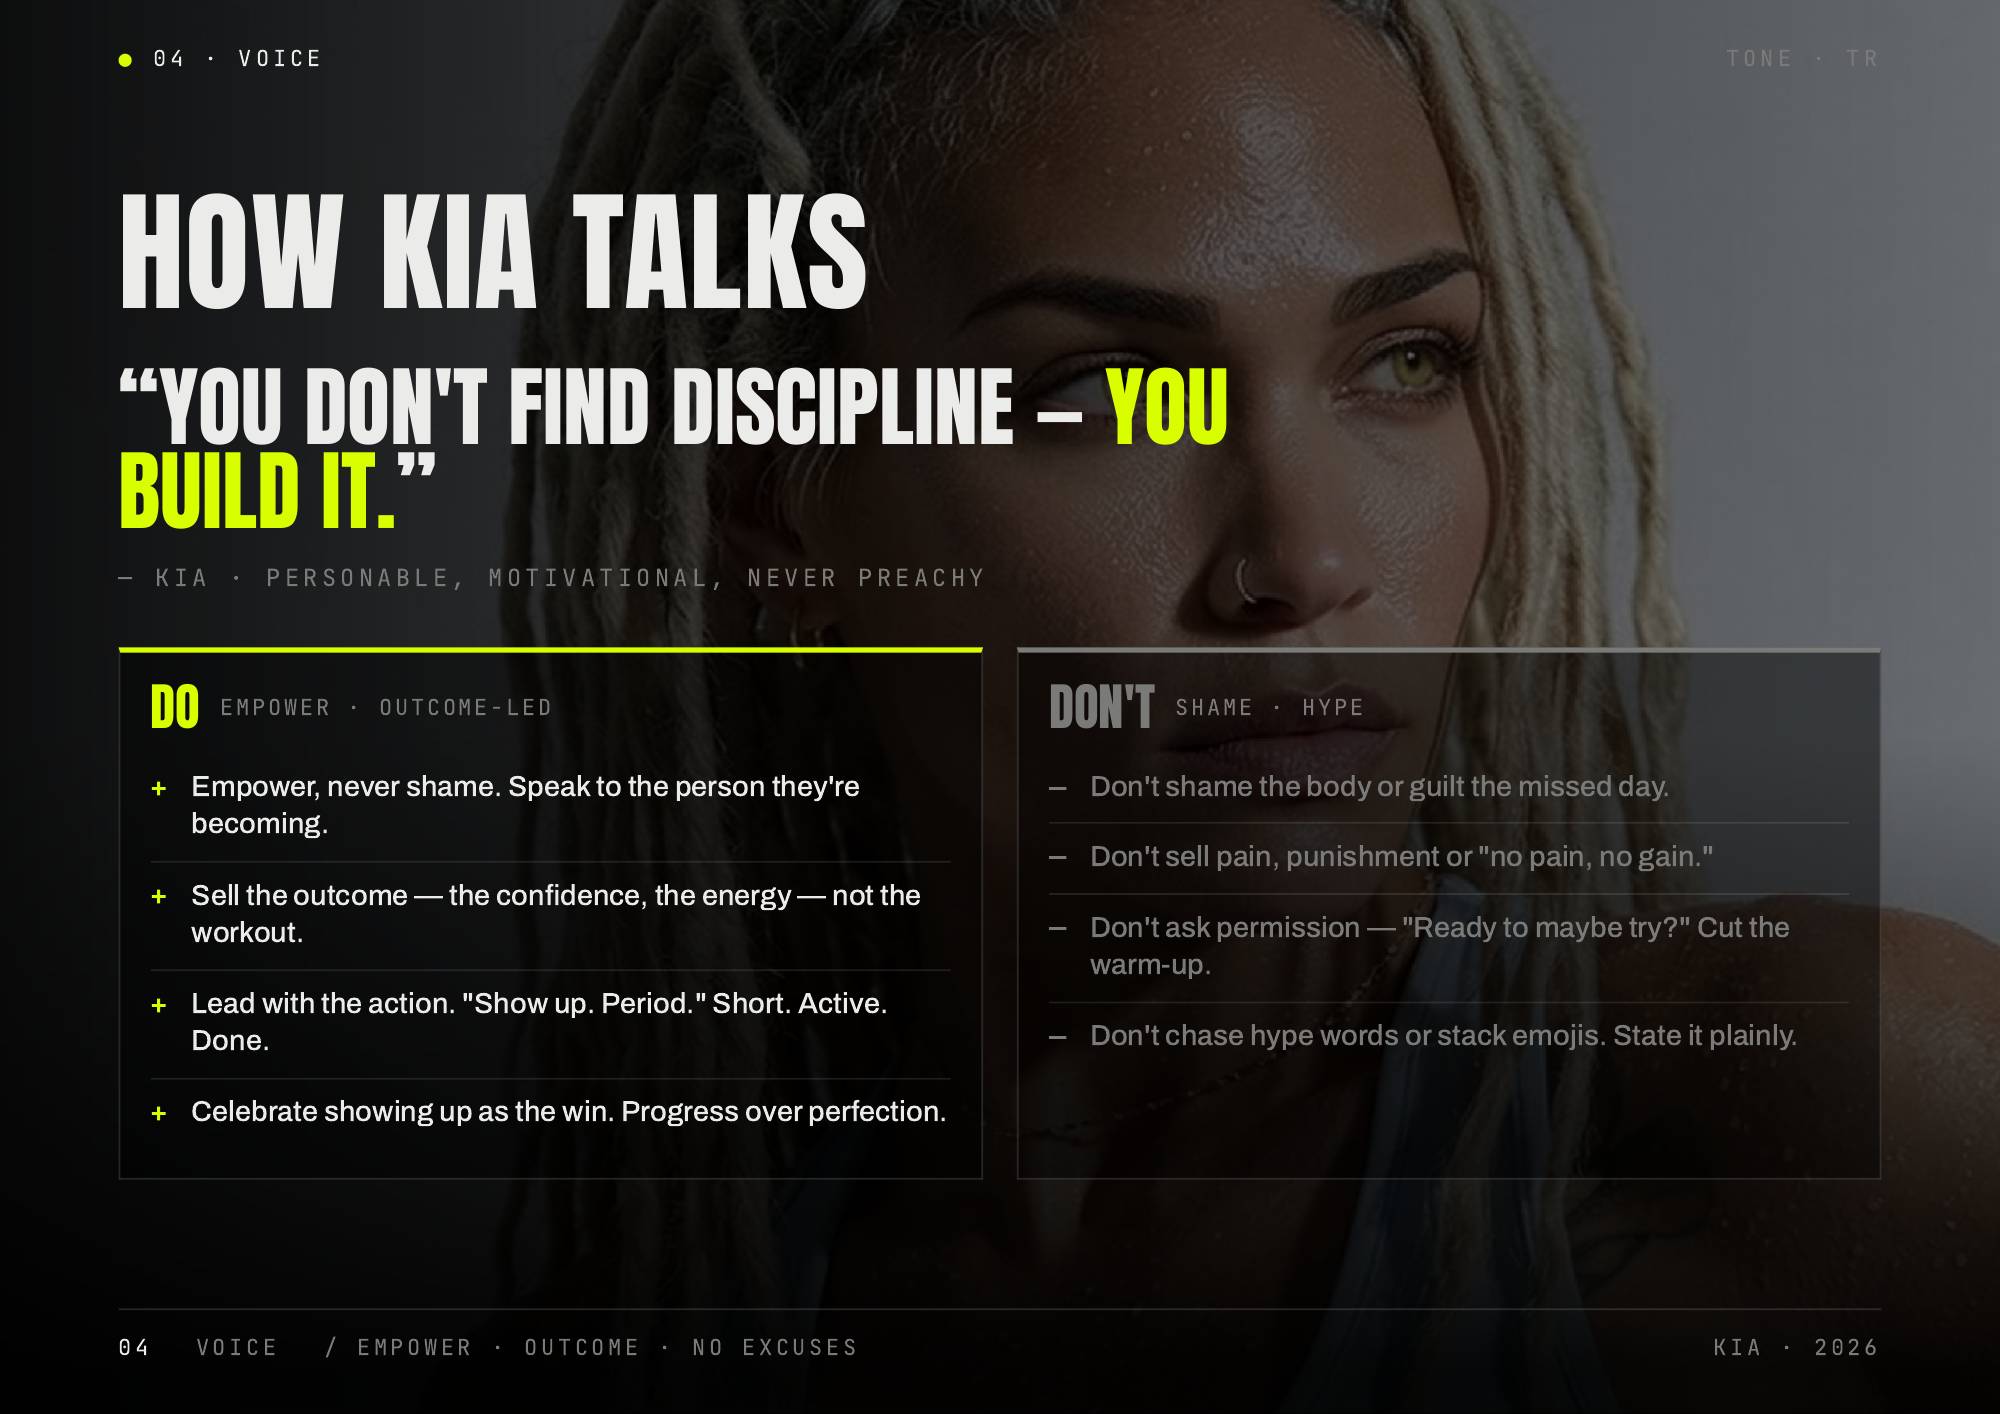 04 · VOICE
TONE · TR
HOW KIA TALKS
“YOU DON'T FIND DISCIPLINE – YOU
BUILD IT.”
— KIA · PERSONABLE, MOTIVATIONAL, NEVER PREACHY
DO EMPOWER · OUTCOME-LED
+ Empower, never shame. Speak to the person they're
becoming.
+ Sell the outcome — the confidence, the energy — not the
workout.
+ Lead with the action. "Show up. Period." Short. Active.
Done.
+ Celebrate showing up as the win. Progress over perfection.
DON'T SHAME · HYPE
— Don't shame the body or guilt the missed day.
— Don't sell pain, punishment or "no pain, no gain."
— Don't ask permission — "Ready to maybe try?" Cut the
warm-up.
— Don't chase hype words or stack emojis. State it plainly.
04 VOICE / EMPOWER · OUTCOME · NO EXCUSES
KIA · 2026